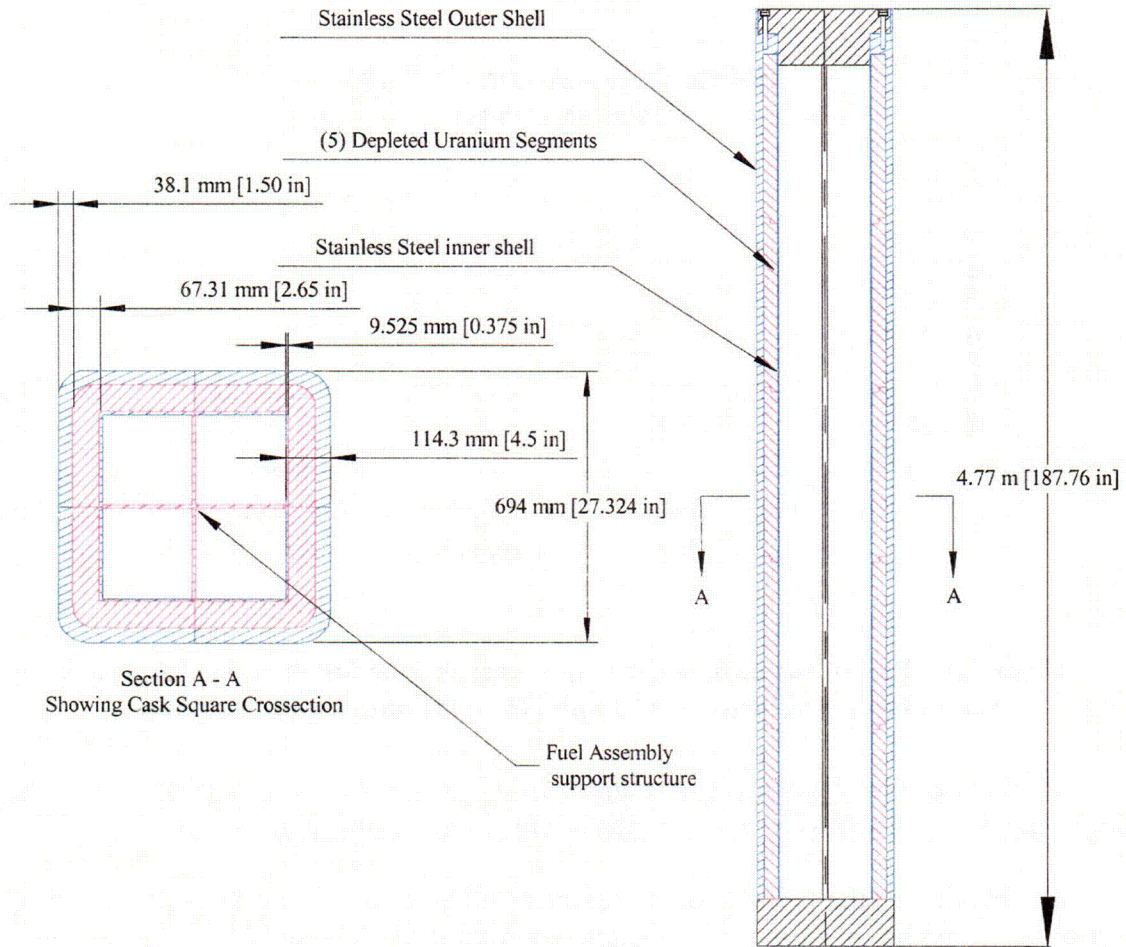 Stainless Steel Outer Shell
(5) Depleted Uranium Segments
38.1 mm [1.50 in]
Stainless Steel inner shell
67.31 mm [2.65 in]
9.525 mm [0.375 in]
114.3 mm [4.5 in]
694 mm [27.324 in]
4.77 m [187.76 in]
A
A
Section A - A
Showing Cask Square Crossection
Fuel Assembly
support structure